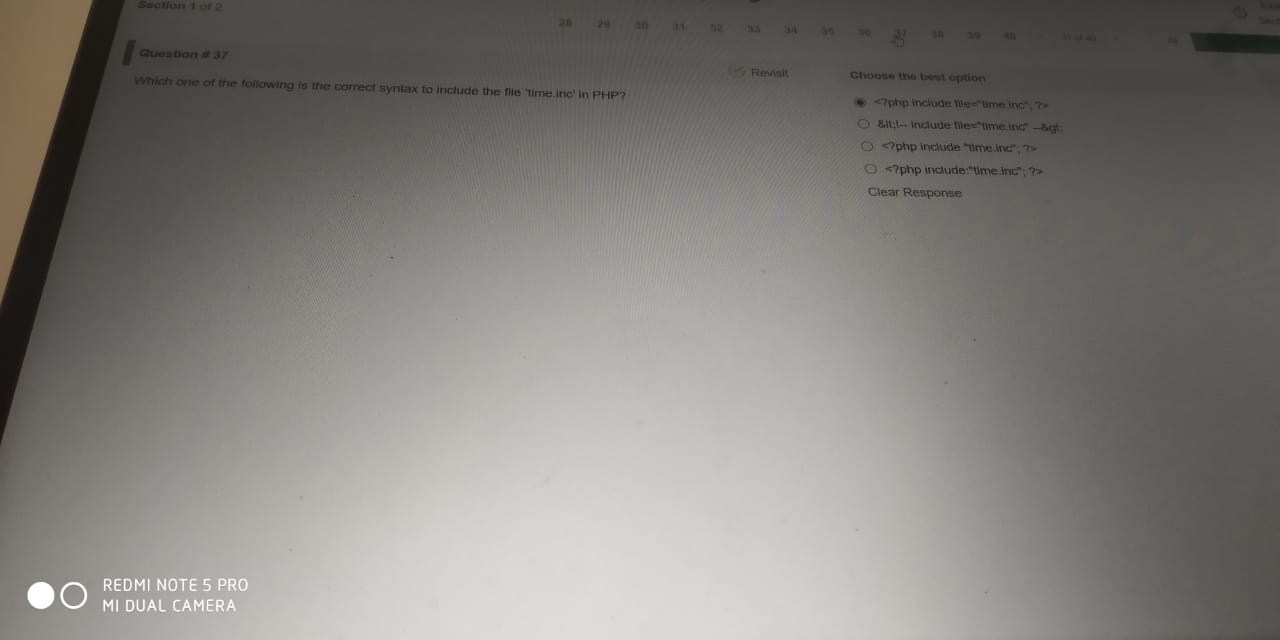 Section 1 of 2
28 29 30 31 32 33 34 35 36 37 38 39 40
Question # 37
Revisit
Which one of the following is the correct syntax to include the file 'time.inc' in PHP?
Choose the best option
<?php include file="time.inc"; ?>
&lt;!-- include file="time.inc" --&gt;
<?php include "time.inc"; ?>
<?php include:"time.inc"; ?>
Clear Response
REDMI NOTE 5 PRO
MI DUAL CAMERA